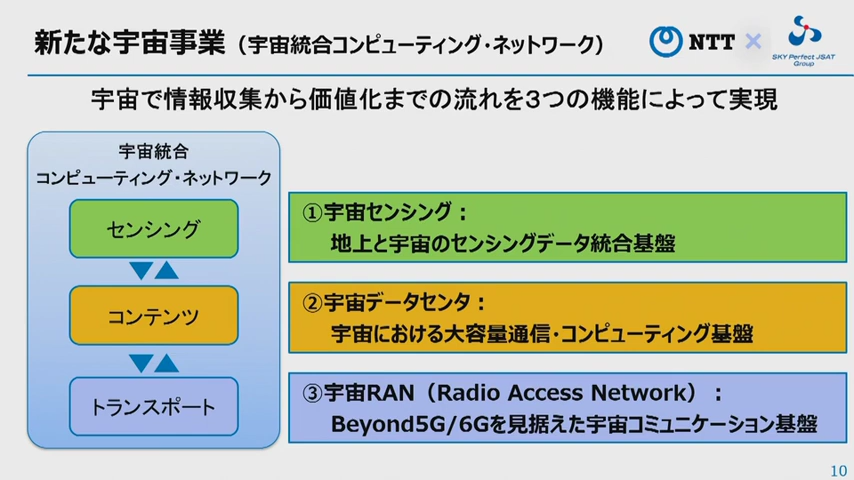 新たな宇宙事業（宇宙統合コンピューティング・ネットワーク）
NTT × SKY Perfect JSAT
Group
宇宙で情報収集から価値化までの流れを３つの機能によって実現
宇宙統合
コンピューティング・ネットワーク
センシング
コンテンツ
トランスポート
①宇宙センシング：
地上と宇宙のセンシングデータ統合基盤
②宇宙データセンタ：
宇宙における大容量通信・コンピューティング基盤
③宇宙RAN（Radio Access Network）：
Beyond5G/6Gを見据えた宇宙コミュニケーション基盤
10